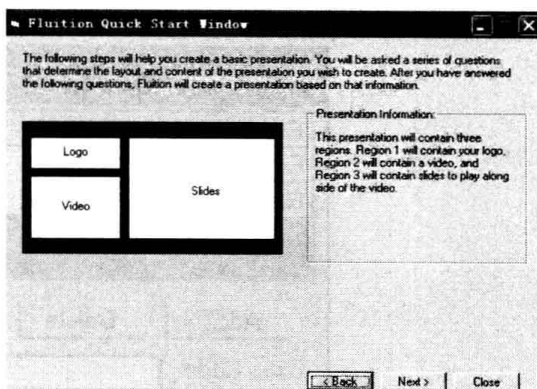 Fluition Quick Start Window
The following steps will help you create a basic presentation. You will be asked a series of questions
that determine the layout and content of the presentation you wish to create. After you have answered
the following questions, Fluition will create a presentation based on that information.
Logo
Video
Slides
Presentation Information:
This presentation will contain three
regions. Region 1 will contain your logo,
Region 2 will contain a video, and
Region 3 will contain slides to play along
side of the video.
< Back
Next >
Close